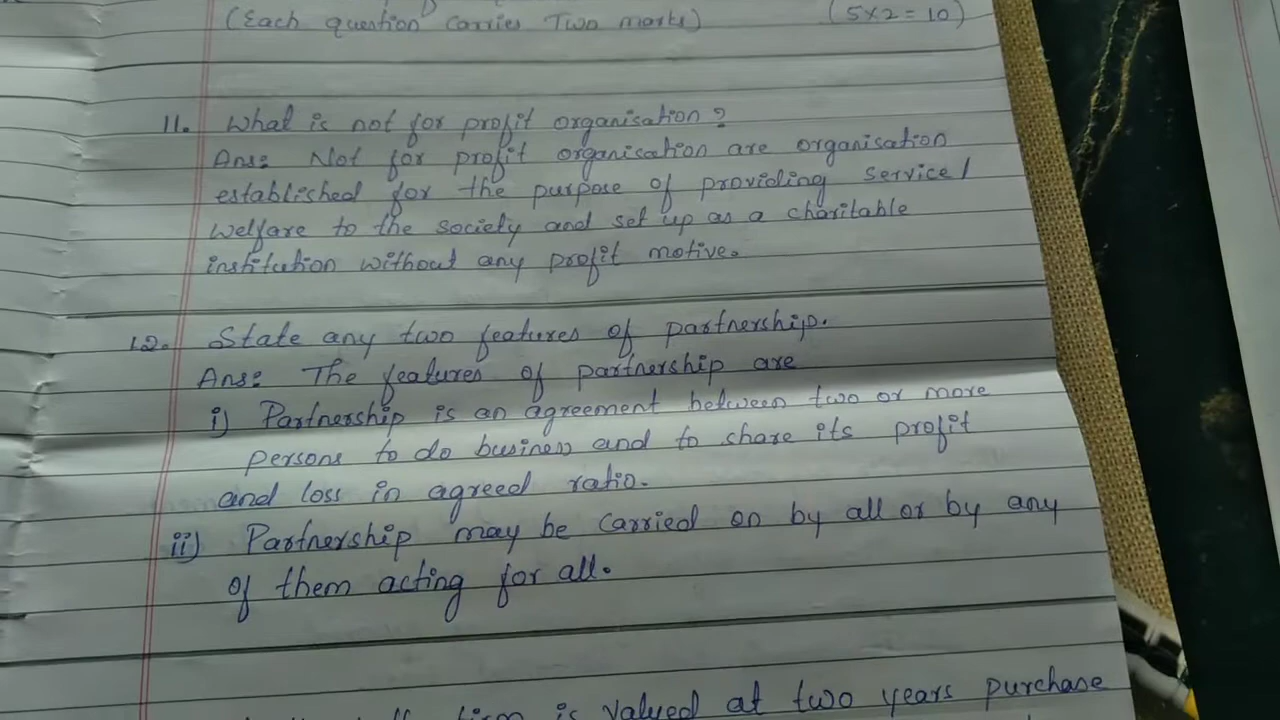 (Each question Carries Two marks) (5x2=10)
11. What is not for profit organisation?
Ans: Not for profit organisation are organisation
established for the purpose of providing service/
welfare to the society and set up as a charitable
institution without any profit motive.
12. State any two features of partnership.
Ans: The features of partnership are
i) Partnership is an agreement between two or more
persons to do business and to share its profit
and loss in agreed ratio.
ii) Partnership may be carried on by all or by any
of them acting for all.
is valued at two years purchase